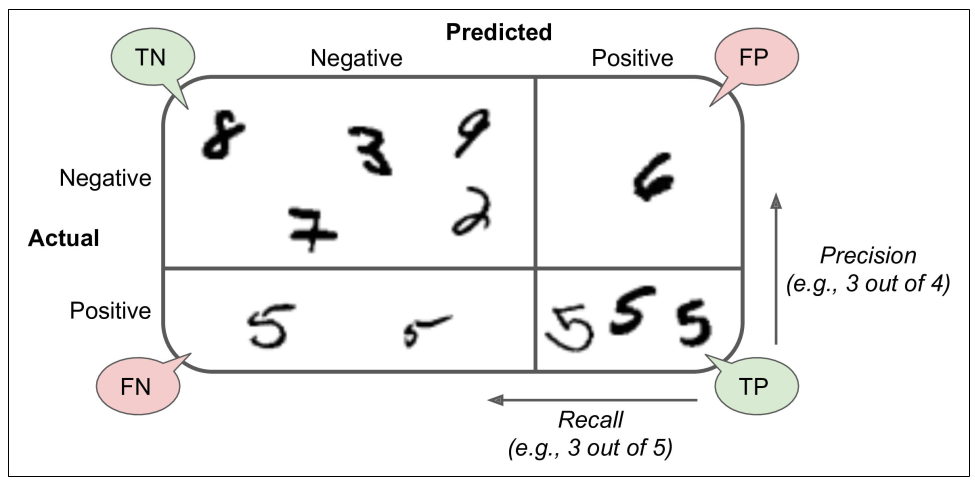 Predicted
TN
Negative
Positive
FP
8 3 9
6
Negative
7 2
Actual
Precision
(e.g., 3 out of 4)
Positive
5 5 5 5 5
FN
TP
Recall
(e.g., 3 out of 5)